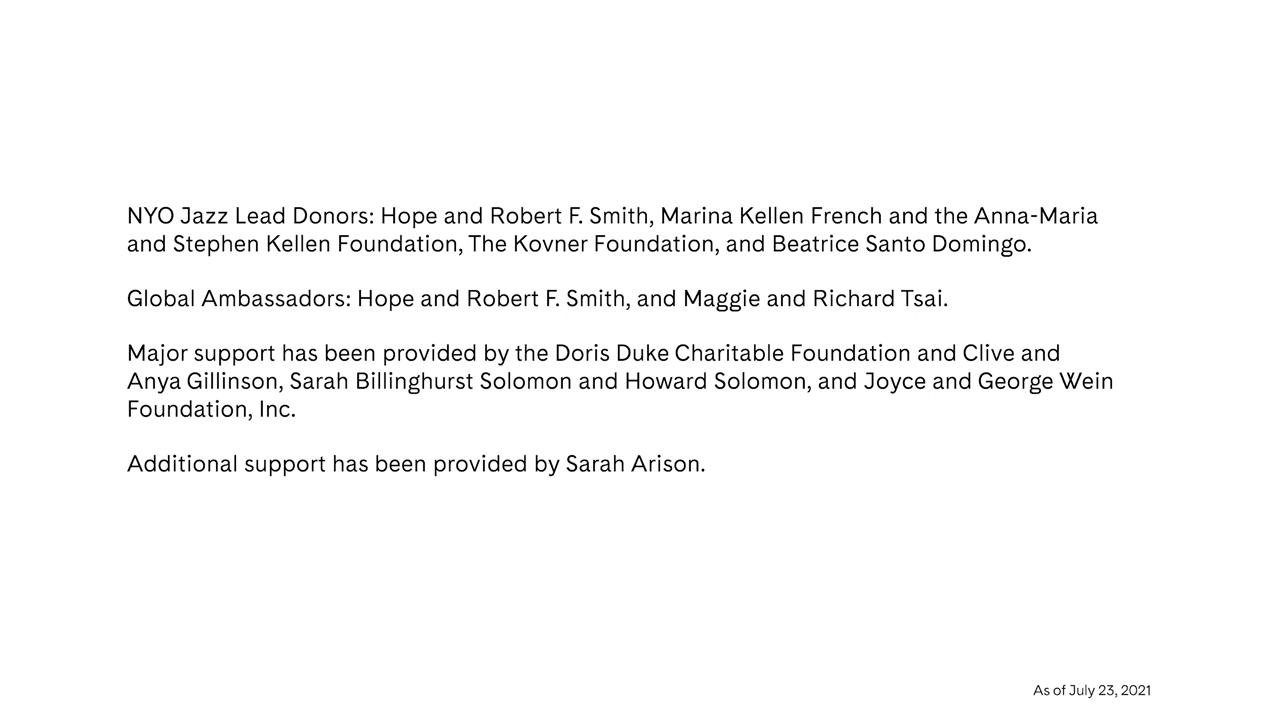 NYO Jazz Lead Donors: Hope and Robert F. Smith, Marina Kellen French and the Anna-Maria
and Stephen Kellen Foundation, The Kovner Foundation, and Beatrice Santo Domingo.
Global Ambassadors: Hope and Robert F. Smith, and Maggie and Richard Tsai.
Major support has been provided by the Doris Duke Charitable Foundation and Clive and
Anya Gillinson, Sarah Billinghurst Solomon and Howard Solomon, and Joyce and George Wein
Foundation, Inc.
Additional support has been provided by Sarah Arison.
As of July 23, 2021